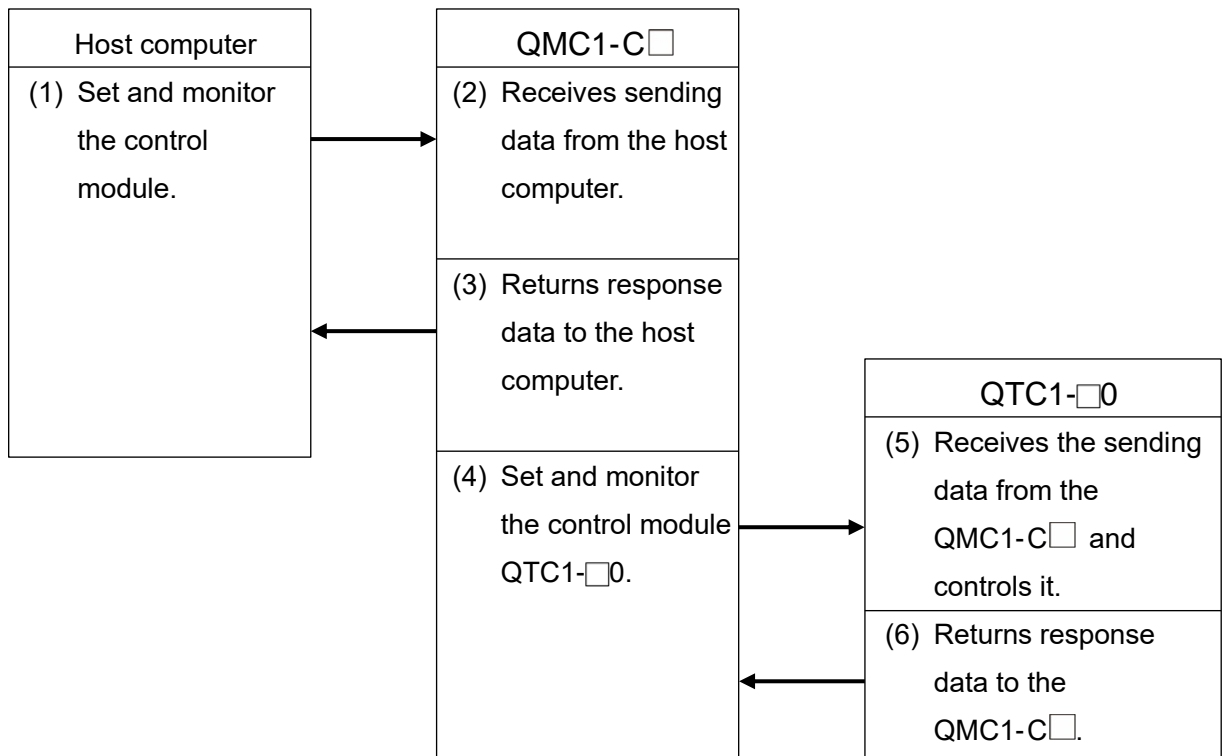 Host computer
(1) Set and monitor
the control
module.
QMC1-C□
(2) Receives sending
data from the host
computer.
(3) Returns response
data to the host
computer.
(4) Set and monitor
the control module
QTC1-□0.
QTC1-□0
(5) Receives the sending
data from the
QMC1-C□ and
controls it.
(6) Returns response
data to the
QMC1-C□.